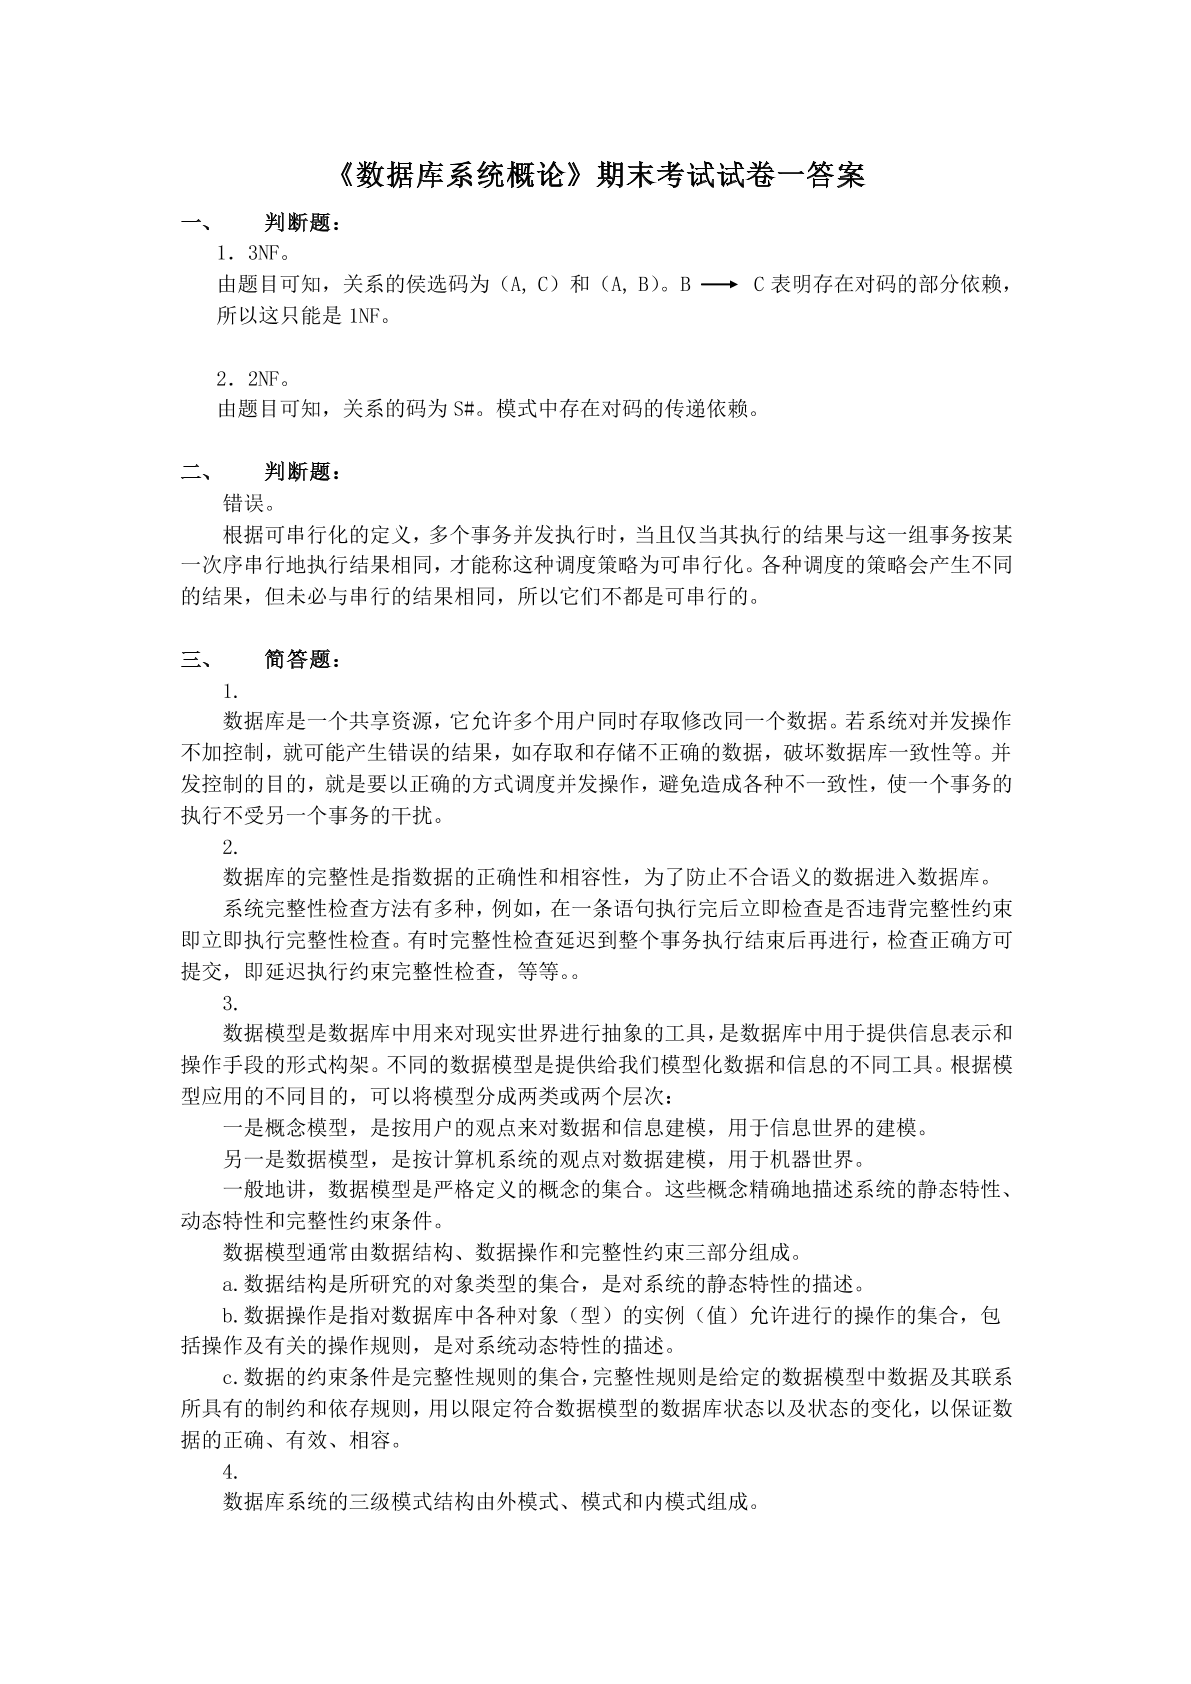 《数据库系统概论》期末考试试卷一答案
一、 判断题：
1．3NF。
由题目可知，关系的侯选码为（A, C）和（A, B）。B → C 表明存在对码的部分依赖，
所以这只能是 1NF。
2．2NF。
由题目可知，关系的码为 S#。模式中存在对码的传递依赖。
二、 判断题：
错误。
根据可串行化的定义，多个事务并发执行时，当且仅当其执行的结果与这一组事务按某
一次序串行地执行结果相同，才能称这种调度策略为可串行化。各种调度的策略会产生不同
的结果，但未必与串行的结果相同，所以它们不都是可串行的。
三、 简答题：
1.
数据库是一个共享资源，它允许多个用户同时存取修改同一个数据。若系统对并发操作
不加控制，就可能产生错误的结果，如存取和存储不正确的数据，破坏数据库一致性等。并
发控制的目的，就是要以正确的方式调度并发操作，避免造成各种不一致性，使一个事务的
执行不受另一个事务的干扰。
2.
数据库的完整性是指数据的正确性和相容性，为了防止不合语义的数据进入数据库。
系统完整性检查方法有多种，例如，在一条语句执行完后立即检查是否违背完整性约束
即立即执行完整性检查。有时完整性检查延迟到整个事务执行结束后再进行，检查正确方可
提交，即延迟执行约束完整性检查，等等。。
3.
数据模型是数据库中用来对现实世界进行抽象的工具，是数据库中用于提供信息表示和
操作手段的形式构架。不同的数据模型是提供给我们模型化数据和信息的不同工具。根据模
型应用的不同目的，可以将模型分成两类或两个层次：
一是概念模型，是按用户的观点来对数据和信息建模，用于信息世界的建模。
另一是数据模型，是按计算机系统的观点对数据建模，用于机器世界。
一般地讲，数据模型是严格定义的概念的集合。这些概念精确地描述系统的静态特性、
动态特性和完整性约束条件。
数据模型通常由数据结构、数据操作和完整性约束三部分组成。
a.数据结构是所研究的对象类型的集合，是对系统的静态特性的描述。
b.数据操作是指对数据库中各种对象（型）的实例（值）允许进行的操作的集合，包
括操作及有关的操作规则，是对系统动态特性的描述。
c.数据的约束条件是完整性规则的集合，完整性规则是给定的数据模型中数据及其联系
所具有的制约和依存规则，用以限定符合数据模型的数据库状态以及状态的变化，以保证数
据的正确、有效、相容。
4.
数据库系统的三级模式结构由外模式、模式和内模式组成。